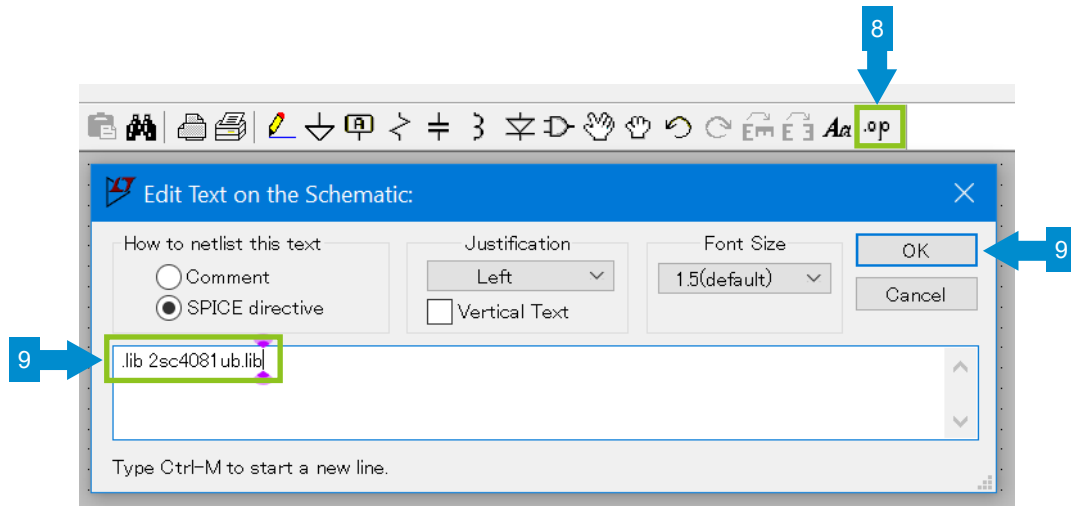 8
A
Aa .op
Edit Text on the Schematic:
How to netlist this text
Comment
SPICE directive
Justification
Left
Vertical Text
Font Size
1.5(default)
OK
Cancel
9
9
.lib 2sc4081ub.lib
Type Ctrl-M to start a new line.